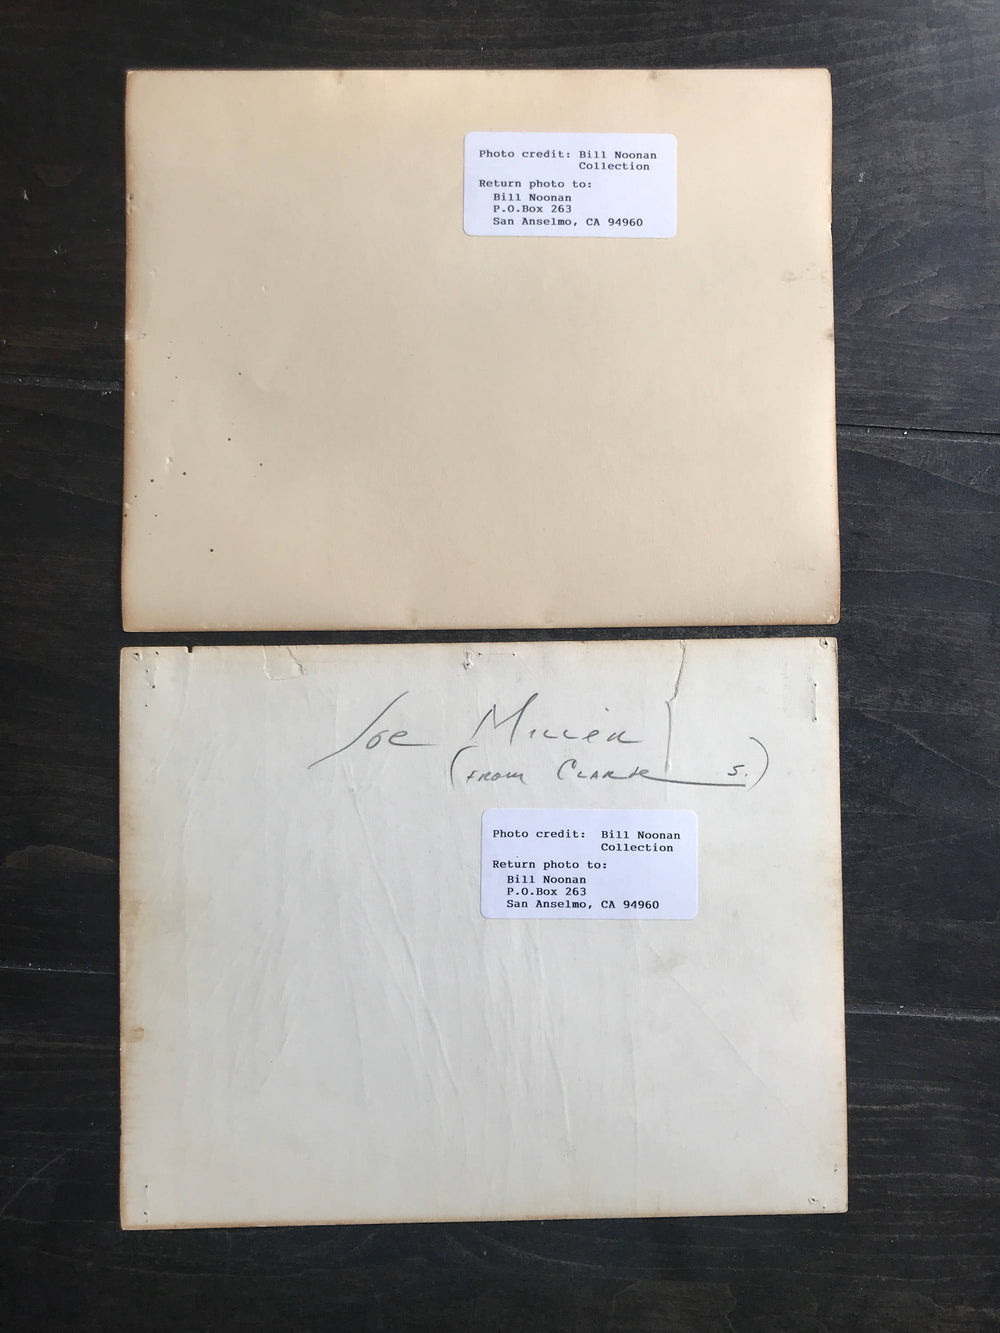 Photo credit: Bill Noonan
Collection
Return photo to:
Bill Noonan
P.O.Box 263
San Anselmo, CA 94960
Joe Miller
(FROM CLARK S.)
Photo credit: Bill Noonan
Collection
Return photo to:
Bill Noonan
P.O.Box 263
San Anselmo, CA 94960